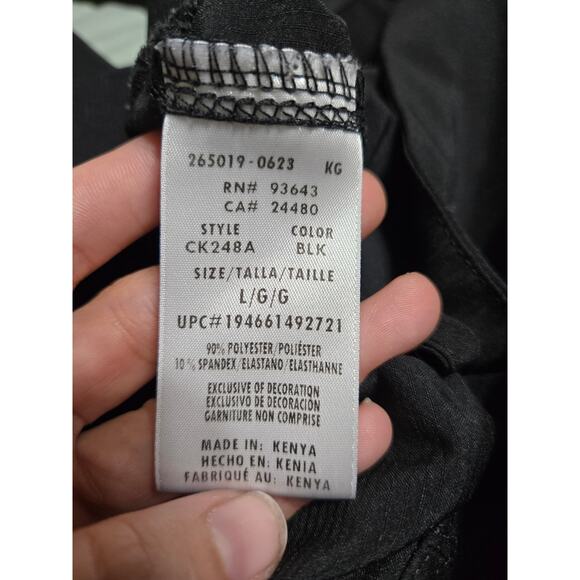 265019-0623 KG
RN# 93643
CA# 24480
STYLE COLOR
CK248A BLK
SIZE/TALLA/TAILLE
L/G/G
UPC#194661492721
90% POLYESTER/POLIÉSTER
10% SPANDEX/ELASTANO/ELASTHANNE
EXCLUSIVE OF DECORATION
EXCLUSIVO DE DECORACIÓN
GARNITURE NON COMPRISE
MADE IN: KENYA
HECHO EN: KENIA
FABRIQUÉ AU: KENYA